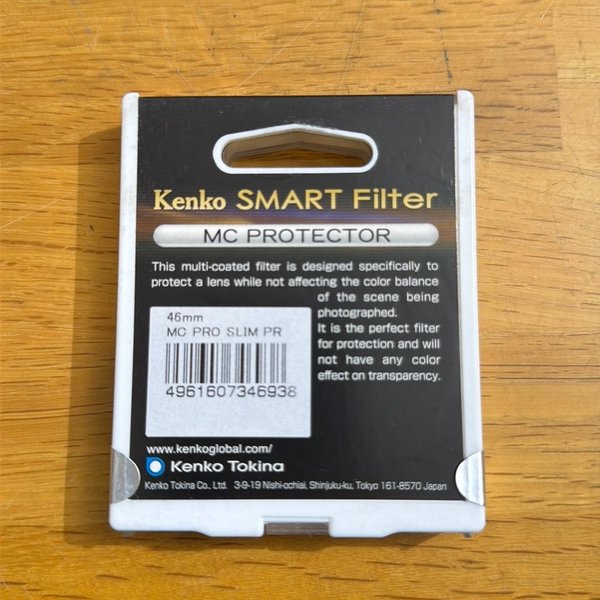 Kenko SMART Filter
MC PROTECTOR
This multi-coated filter is designed specifically to
protect a lens while not affecting the color balance
of the scene being
photographed.
It is the perfect filter
for protection and will
not have any color
effect on transparency.
46mm
MC PRO SLIM PR
4961607346938
www.kenkoglobal.com/
Kenko Tokina
Kenko Tokina Co., Ltd. 3-9-19 Nishi-ochiai, Shinjuku-ku, Tokyo 161-8570 Japan